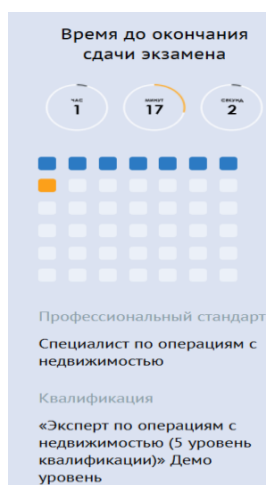 Время до окончания
сдачи экзамена
ЧАС
1
МИНУТ
17
СЕКУНД
2
Профессиональный стандарт
Специалист по операциям с
недвижимостью
Квалификация
«Эксперт по операциям с
недвижимостью (5 уровень
квалификации)» Демо
уровень